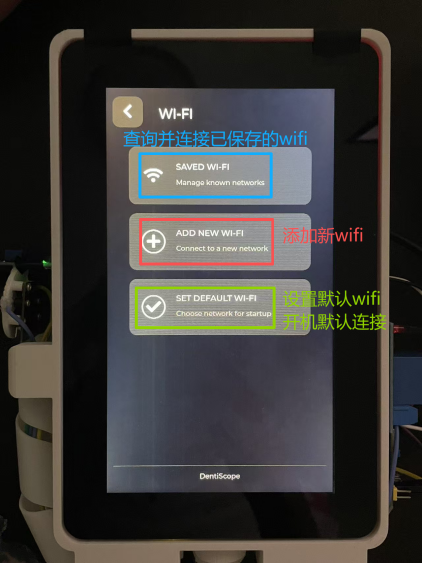 WI-FI
查询并连接已保存的wifi
SAVED WI-FI
Manage known networks
ADD NEW WI-FI
Connect to a new network
添加新wifi
SET DEFAULT WI-FI
Choose network for startup
设置默认wifi
开机默认连接
DentiScope